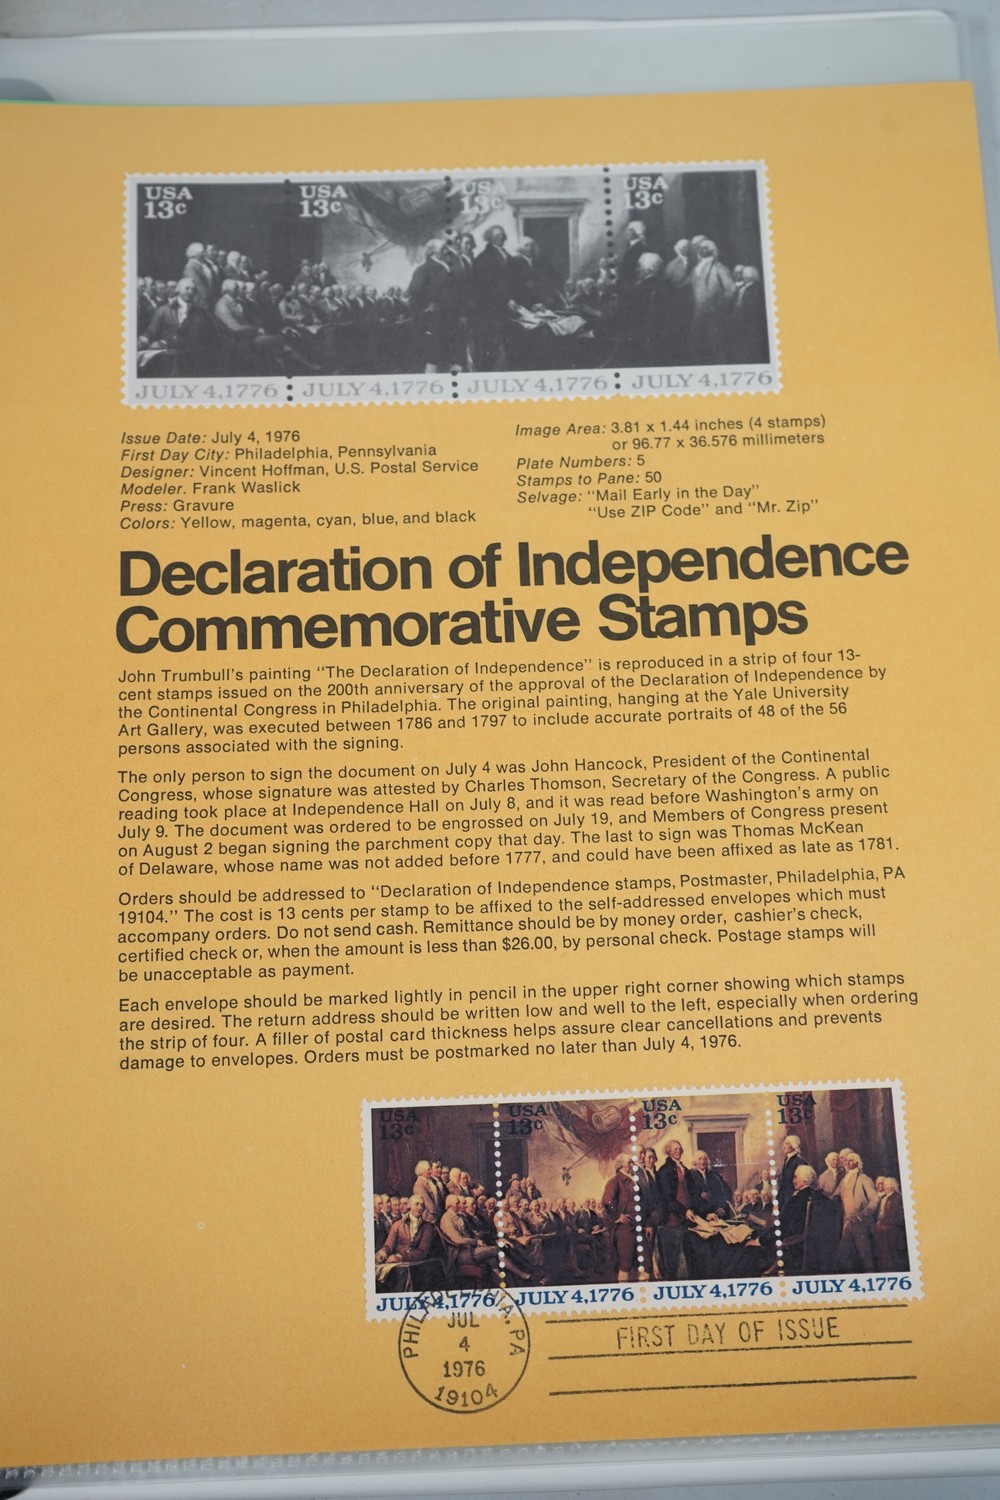 USA 13c USA 13c USA 13c USA 13c
JULY 4,1776 JULY 4,1776 JULY 4,1776 JULY 4,1776
Issue Date: July 4, 1976
First Day City: Philadelphia, Pennsylvania
Designer: Vincent Hoffman, U.S. Postal Service
Modeler. Frank Waslick
Press: Gravure
Colors: Yellow, magenta, cyan, blue, and black
Image Area: 3.81 x 1.44 inches (4 stamps)
or 96.77 x 36.576 millimeters
Plate Numbers: 5
Stamps to Pane: 50
Selvage: “Mail Early in the Day”
“Use ZIP Code” and “Mr. Zip”
Declaration of Independence
Commemorative Stamps
John Trumbull's painting “The Declaration of Independence” is reproduced in a strip of four 13-
cent stamps issued on the 200th anniversary of the approval of the Declaration of Independence by
the Continental Congress in Philadelphia. The original painting, hanging at the Yale University
Art Gallery, was executed between 1786 and 1797 to include accurate portraits of 48 of the 56
persons associated with the signing.
The only person to sign the document on July 4 was John Hancock, President of the Continental
Congress, whose signature was attested by Charles Thomson, Secretary of the Congress. A public
reading took place at Independence Hall on July 8, and it was read before Washington's army on
July 9. The document was ordered to be engrossed on July 19, and Members of Congress present
on August 2 began signing the parchment copy that day. The last to sign was Thomas McKean
of Delaware, whose name was not added before 1777, and could have been affixed as late as 1781.
Orders should be addressed to “Declaration of Independence stamps, Postmaster, Philadelphia, PA
19104.” The cost is 13 cents per stamp to be affixed to the self-addressed envelopes which must
accompany orders. Do not send cash. Remittance should be by money order, cashier's check,
certified check or, when the amount is less than $26.00, by personal check. Postage stamps will
be unacceptable as payment.
Each envelope should be marked lightly in pencil in the upper right corner showing which stamps
are desired. The return address should be written low and well to the left, especially when ordering
the strip of four. A filler of postal card thickness helps assure clear cancellations and prevents
damage to envelopes. Orders must be postmarked no later than July 4, 1976.
USA 13c USA 13c USA 13c USA 13c
JULY 4,1776 JULY 4,1776 JULY 4,1776 JULY 4,1776
PHILADELPHIA, PA
JUL
4
1976
19104
FIRST DAY OF ISSUE